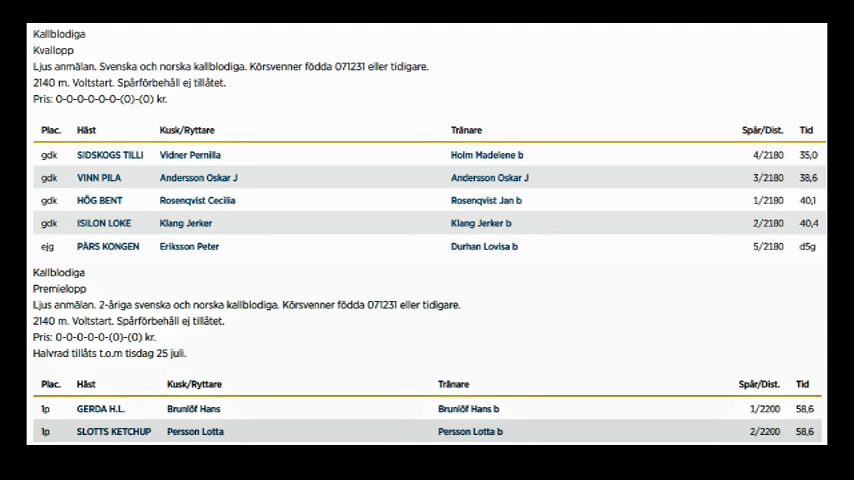 Kallblodiga
Kvallopp
Ljus anmälan. Svenska och norska kallblodiga. Körsvenner födda 071231 eller tidigare.
2140 m. Voltstart. Spårförbehåll ej tillåtet.
Pris: 0-0-0-0-0-0-(0)-(0) kr.
Plac. Häst Kusk/Ryttare Tränare Spår/Dist. Tid
gdk SIDSKOGS TILLI Vidner Pernilla Holm Madelene b 4/2180 35,0
gdk VINN PILA Andersson Oskar J Andersson Oskar J 3/2180 38,6
gdk HÖG BENT Rosenqvist Cecilia Rosenqvist Jan b 1/2180 40,1
gdk ISILON LOKE Klang Jerker Klang Jerker b 2/2180 40,4
ejg PÄRS KONGEN Eriksson Peter Durhan Lovisa b 5/2180 d5g
Kallblodiga
Premielopp
Ljus anmälan. 2-åriga svenska och norska kallblodiga. Körsvenner födda 071231 eller tidigare.
2140 m. Voltstart. Spårförbehåll ej tillåtet.
Pris: 0-0-0-0-0-(0)-(0) kr.
Halvrad tillåts t.o.m tisdag 25 juli.
Plac. Häst Kusk/Ryttare Tränare Spår/Dist. Tid
1p GERDA H.L. Brunlöf Hans Brunlöf Hans b 1/2200 58,6
1p SLOTTS KETCHUP Persson Lotta Persson Lotta b 2/2200 58,6